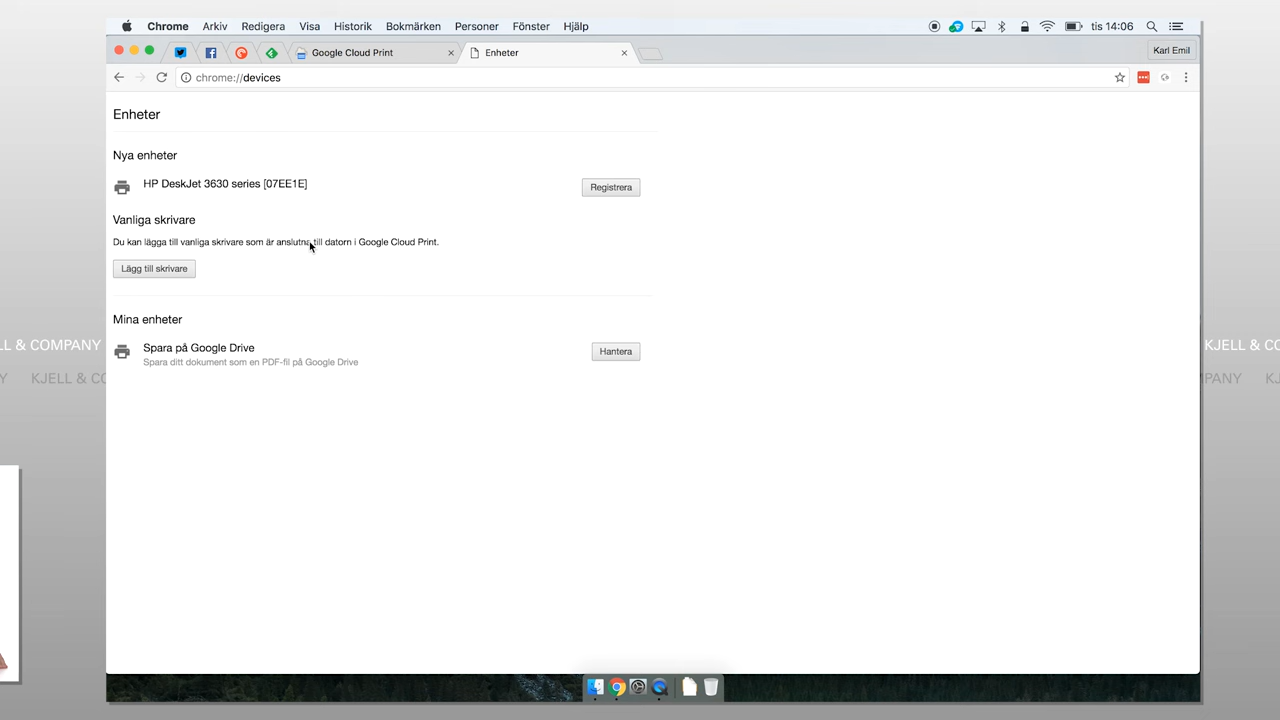 Chrome Arkiv Redigera Visa Historik Bokmärken Personer Fönster Hjälp tis 14:06
Google Cloud Print Enheter Karl Emil
chrome://devices
Enheter
Nya enheter
HP DeskJet 3630 series [07EE1E] Registrera
Vanliga skrivare
Du kan lägga till vanliga skrivare som är anslutna till datorn i Google Cloud Print.
Lägg till skrivare
Mina enheter
Spara på Google Drive Hantera
Spara ditt dokument som en PDF-fil på Google Drive
LL & COMPANY KJELL & CO
Y KJELL & CO PANY KJ